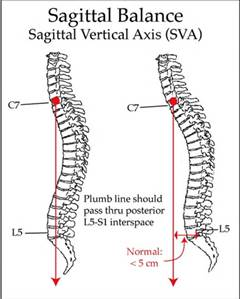 Sagittal Balance
Sagittal Vertical Axis (SVA)
C7
C7
Plumb line should
pass thru posterior
L5-S1 interspace
L5
L5
Normal:
< 5 cm